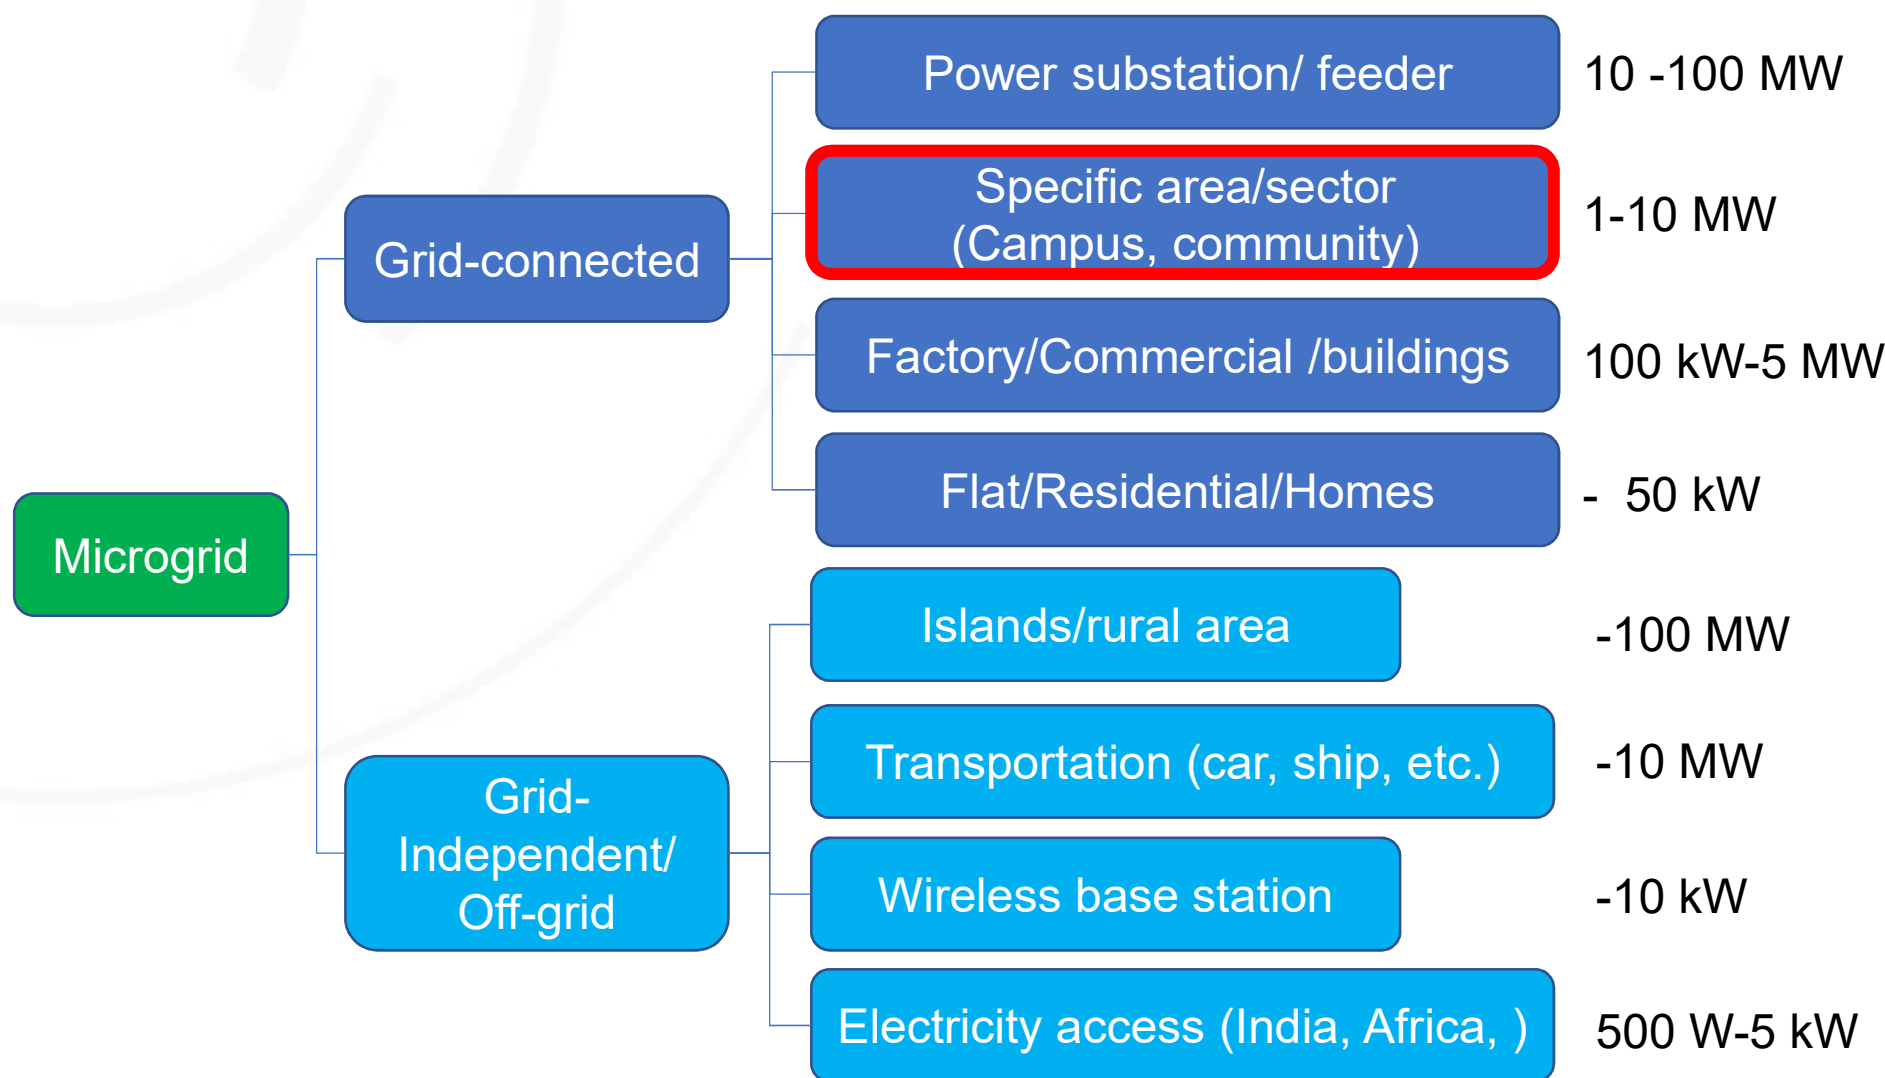 Power substation/ feeder
10 -100 MW
Specific area/sector
(Campus, community)
1-10 MW
Grid-connected
Factory/Commercial /buildings
100 kW-5 MW
Flat/Residential/Homes
- 50 kW
Microgrid
Islands/rural area
-100 MW
Transportation (car, ship, etc.)
-10 MW
Grid-
Independent/
Off-grid
Wireless base station
-10 kW
Electricity access (India, Africa, )
500 W-5 kW